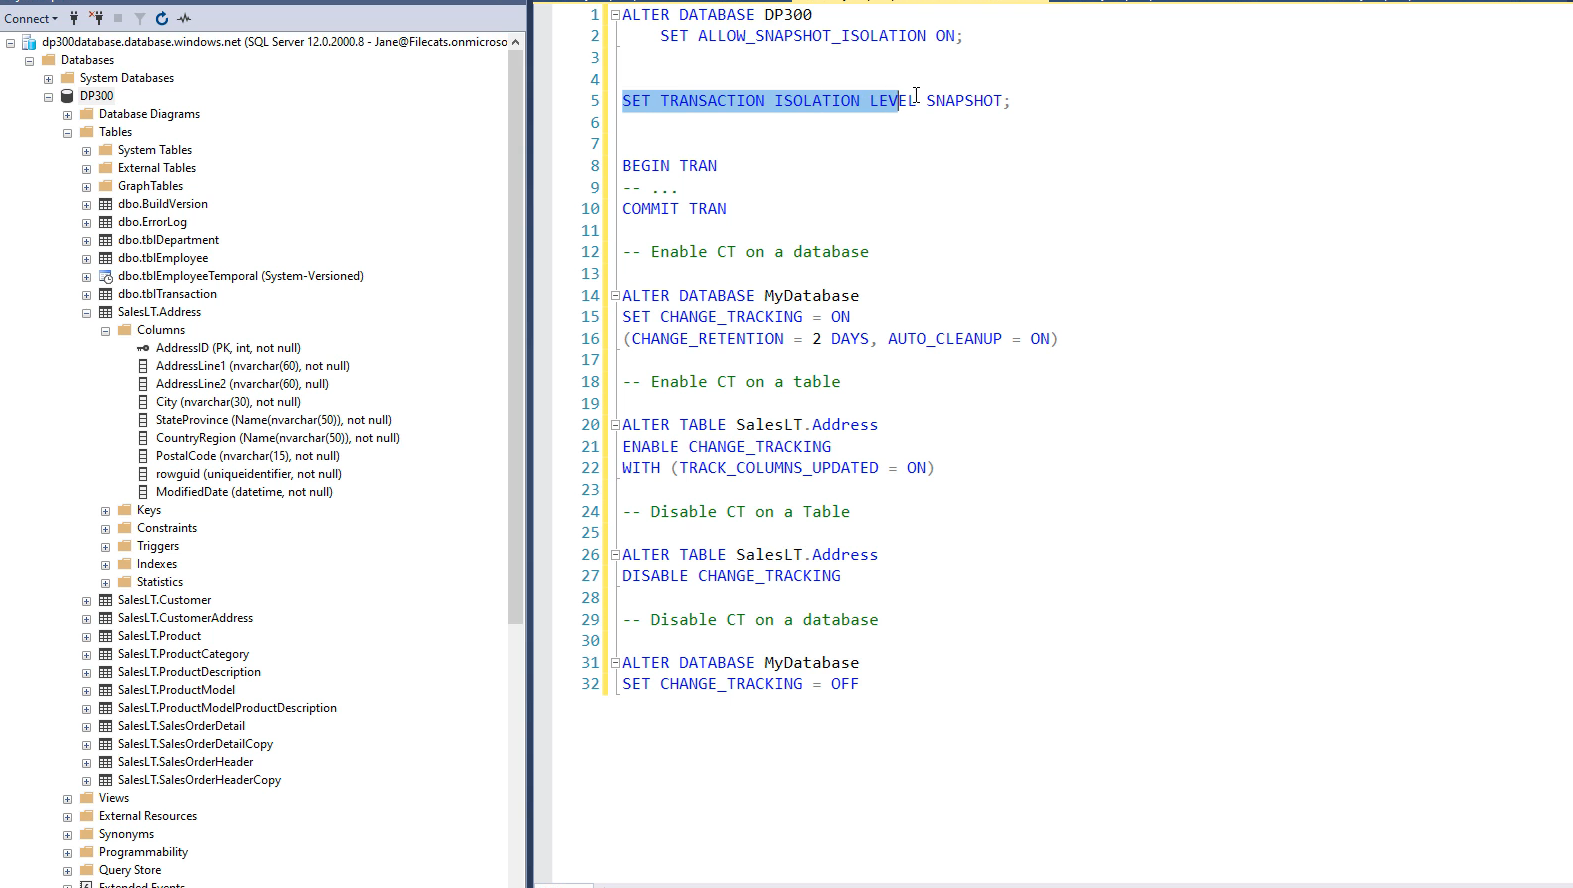 Connect
dp300database.database.windows.net (SQL Server 12.0.2000.8 - Jane@Filecats.onmicroso
Databases
System Databases
DP300
Database Diagrams
Tables
System Tables
External Tables
GraphTables
dbo.BuildVersion
dbo.ErrorLog
dbo.tblDepartment
dbo.tblEmployee
dbo.tblEmployeeTemporal (System-Versioned)
dbo.tblTransaction
SalesLT.Address
Columns
AddressID (PK, int, not null)
AddressLine1 (nvarchar(60), not null)
AddressLine2 (nvarchar(60), null)
City (nvarchar(30), not null)
StateProvince (Name(nvarchar(50)), not null)
CountryRegion (Name(nvarchar(50)), not null)
PostalCode (nvarchar(15), not null)
rowguid (uniqueidentifier, not null)
ModifiedDate (datetime, not null)
Keys
Constraints
Triggers
Indexes
Statistics
SalesLT.Customer
SalesLT.CustomerAddress
SalesLT.Product
SalesLT.ProductCategory
SalesLT.ProductDescription
SalesLT.ProductModel
SalesLT.ProductModelProductDescription
SalesLT.SalesOrderDetail
SalesLT.SalesOrderDetailCopy
SalesLT.SalesOrderHeader
SalesLT.SalesOrderHeaderCopy
Views
External Resources
Synonyms
Programmability
Query Store
Extended Events
1 ALTER DATABASE DP300
2 SET ALLOW_SNAPSHOT_ISOLATION ON;
3
4
5 SET TRANSACTION ISOLATION LEVEL SNAPSHOT;
6
7
8 BEGIN TRAN
9 -- ...
10 COMMIT TRAN
11
12 -- Enable CT on a database
13
14 ALTER DATABASE MyDatabase
15 SET CHANGE_TRACKING = ON
16 (CHANGE_RETENTION = 2 DAYS, AUTO_CLEANUP = ON)
17
18 -- Enable CT on a table
19
20 ALTER TABLE SalesLT.Address
21 ENABLE CHANGE_TRACKING
22 WITH (TRACK_COLUMNS_UPDATED = ON)
23
24 -- Disable CT on a Table
25
26 ALTER TABLE SalesLT.Address
27 DISABLE CHANGE_TRACKING
28
29 -- Disable CT on a database
30
31 ALTER DATABASE MyDatabase
32 SET CHANGE_TRACKING = OFF